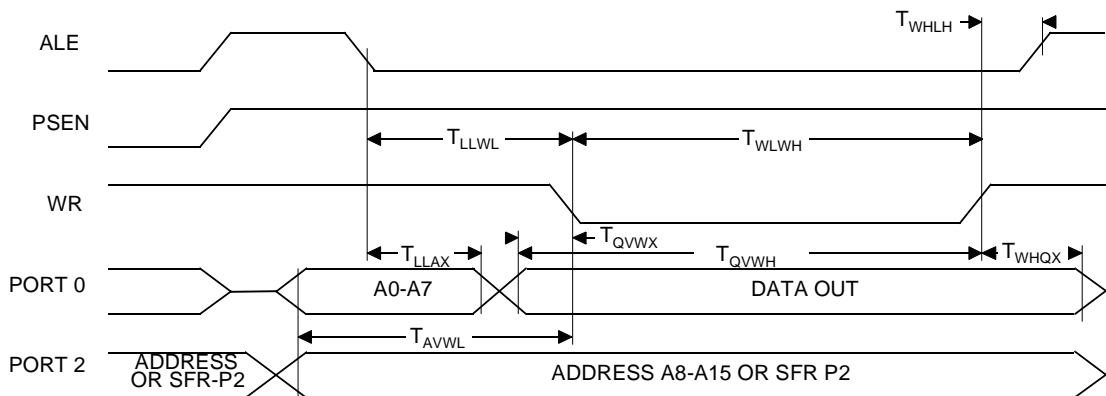 ALE
T_WHLH
PSEN
T_LLWL
T_WLWH
WR
T_QVWX
T_LLAX
T_QVWH
T_WHQX
PORT 0
A0-A7
DATA OUT
T_AVWL
PORT 2
ADDRESS
OR SFR-P2
ADDRESS A8-A15 OR SFR P2